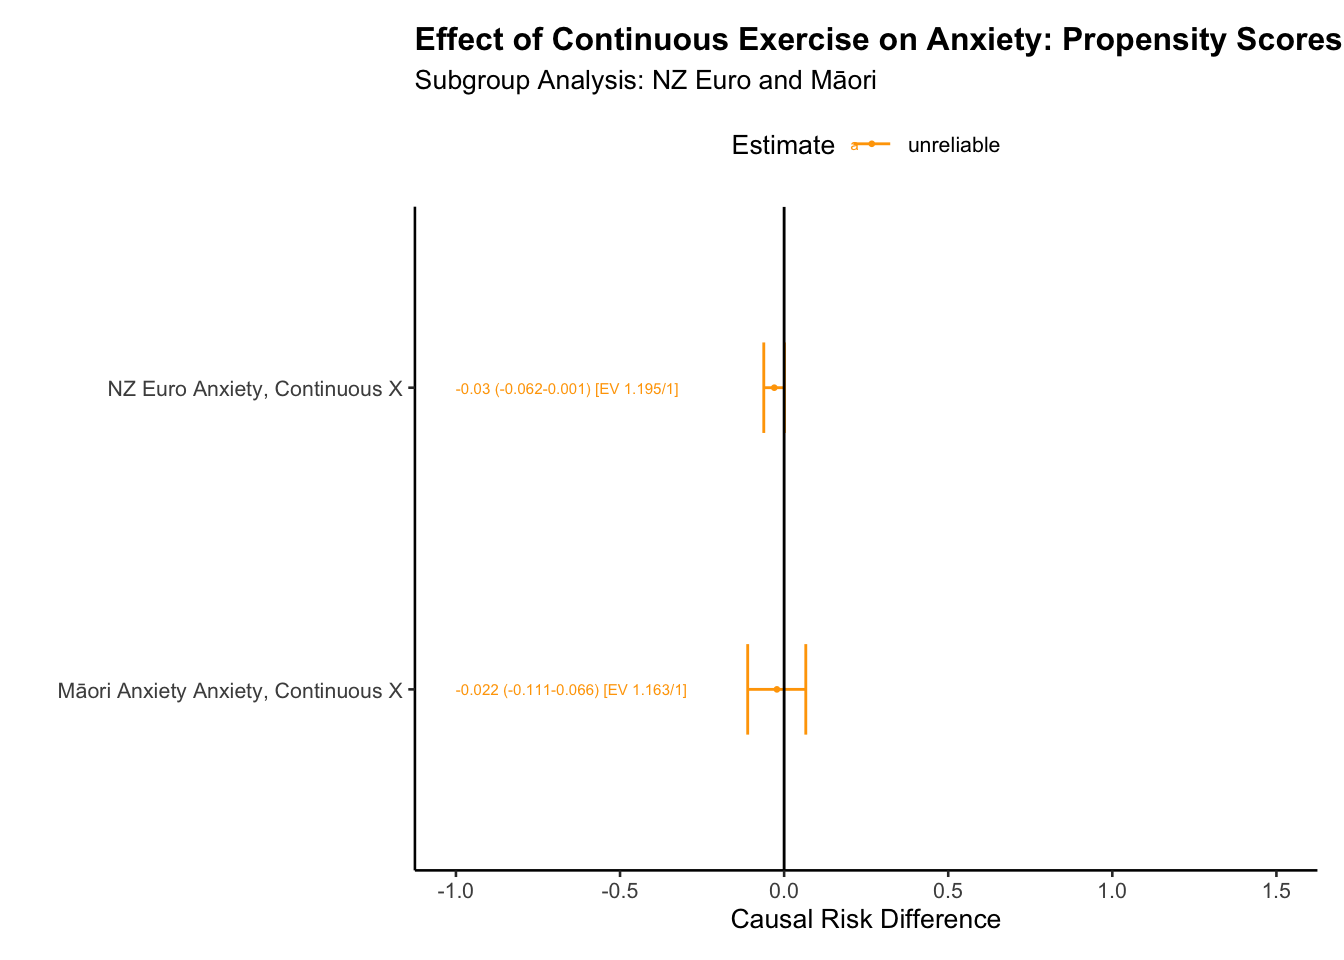 Effect of Continuous Exercise on Anxiety: Propensity Scores
Subgroup Analysis: NZ Euro and Māori
Estimate a unreliable
NZ Euro Anxiety, Continuous X
-0.03 (-0.062-0.001) [EV 1.195/1]
Māori Anxiety Anxiety, Continuous X
-0.022 (-0.111-0.066) [EV 1.163/1]
-1.0 -0.5 0.0 0.5 1.0 1.5
Causal Risk Difference